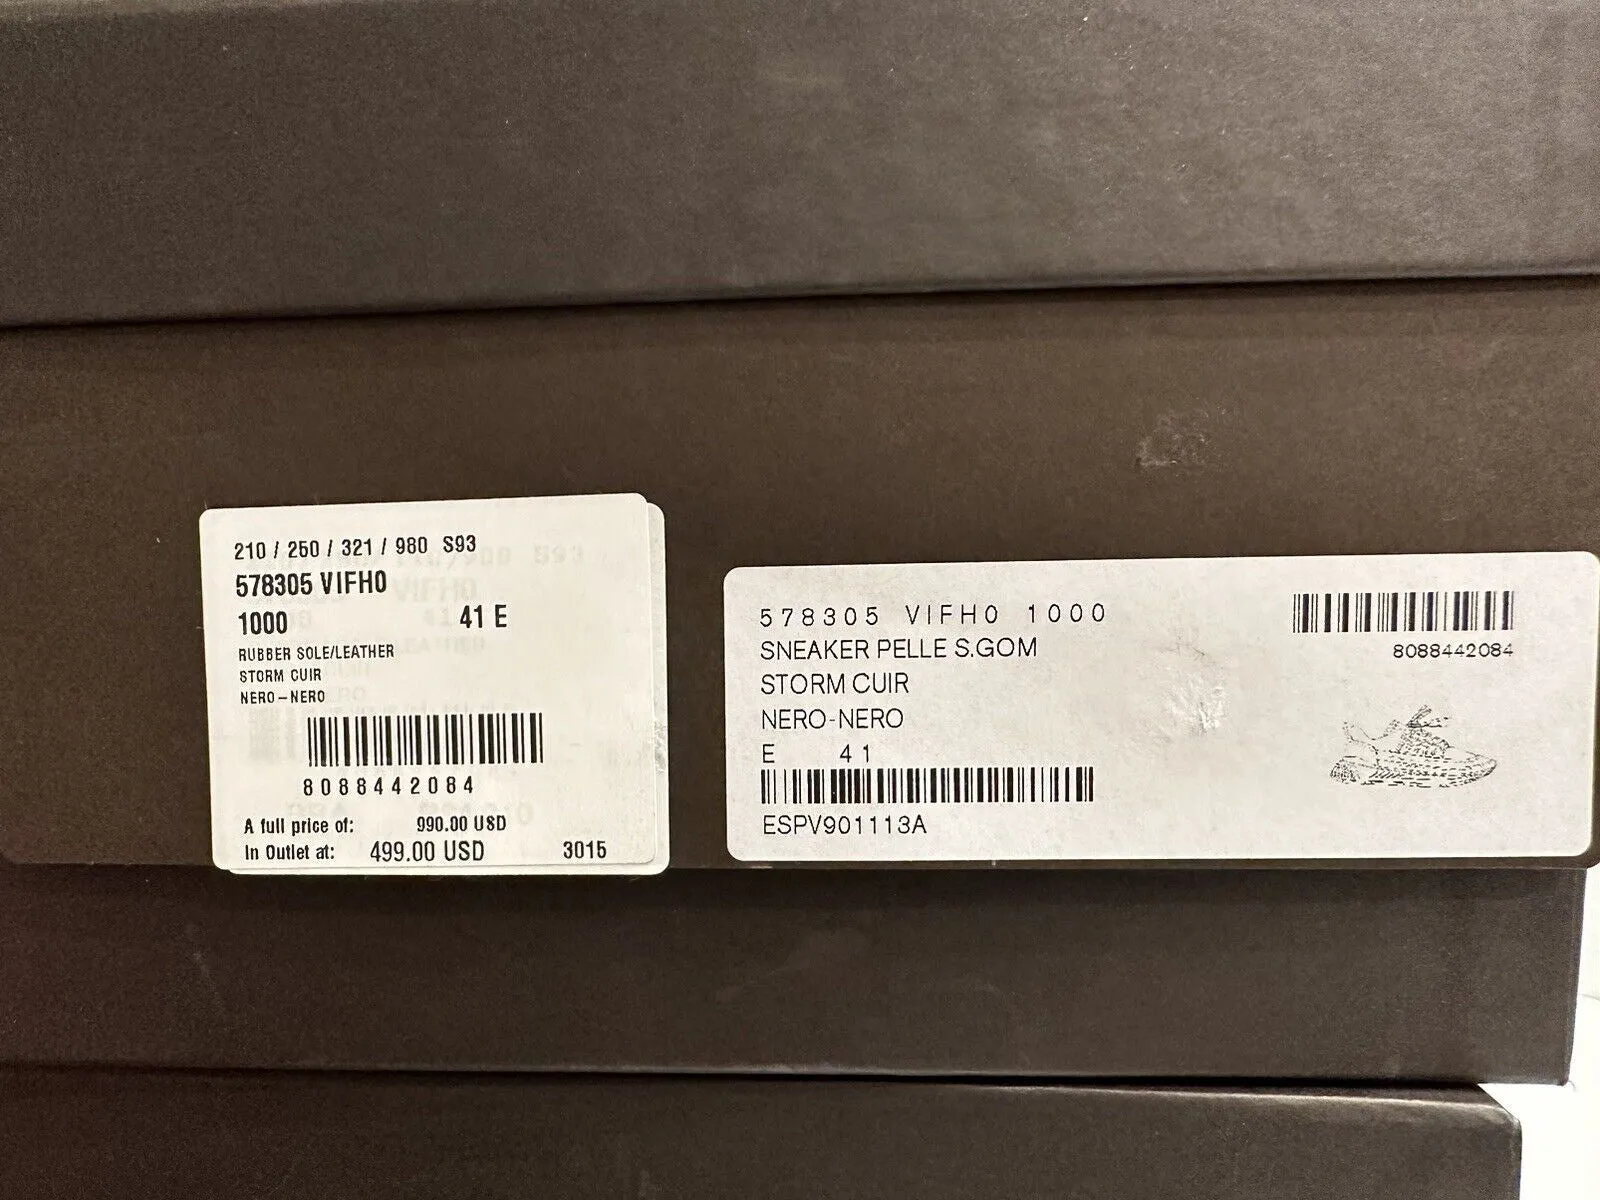 210 / 250 / 321 / 980 S93
578305 VIFH0
1000 41 E
RUBBER SOLE/LEATHER
STORM CUIR
NERO-NERO
8088442084
A full price of: 990.00 USD
In Outlet at: 499.00 USD 3015
578305 VIFH0 1000
SNEAKER PELLE S.GOM
STORM CUIR
NERO-NERO
E 41
ESPV901113A
8088442084